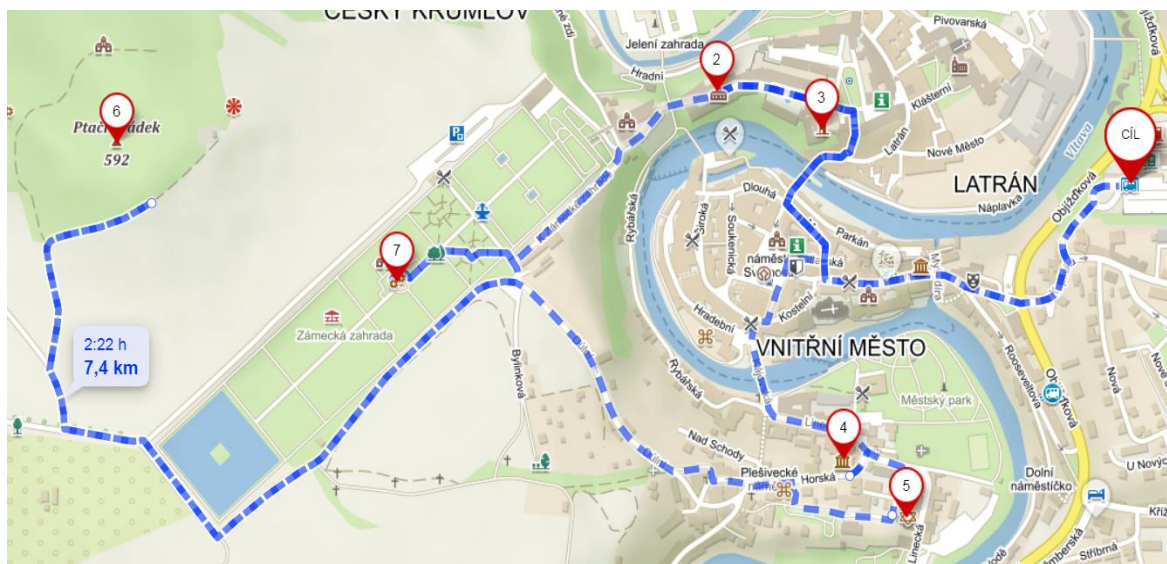 ČESKÝ KRUMLOV
Pivovarská
Jelení zahrada
Hradní
2
6
Ptačí hrádek
592
3
Klášterní
Latrán
Nové Město
CÍL
Vltava
LATRÁN
Objížďková
Náplavka
Dlouhá
Široká
Rybářská
Soukenická
Parkán
náměstí
Kostelní
7
Zámecká zahrada
Hradební
VNITŘNÍ MĚSTO
2:22 h
7,4 km
Bylinková
Rybářská
Rooseveltova
Nová
Městský park
4
Nad Schody
Plešivecké
Horská
5
Dolní
náměstíčko
U Nových
Linecká
Stříbrná